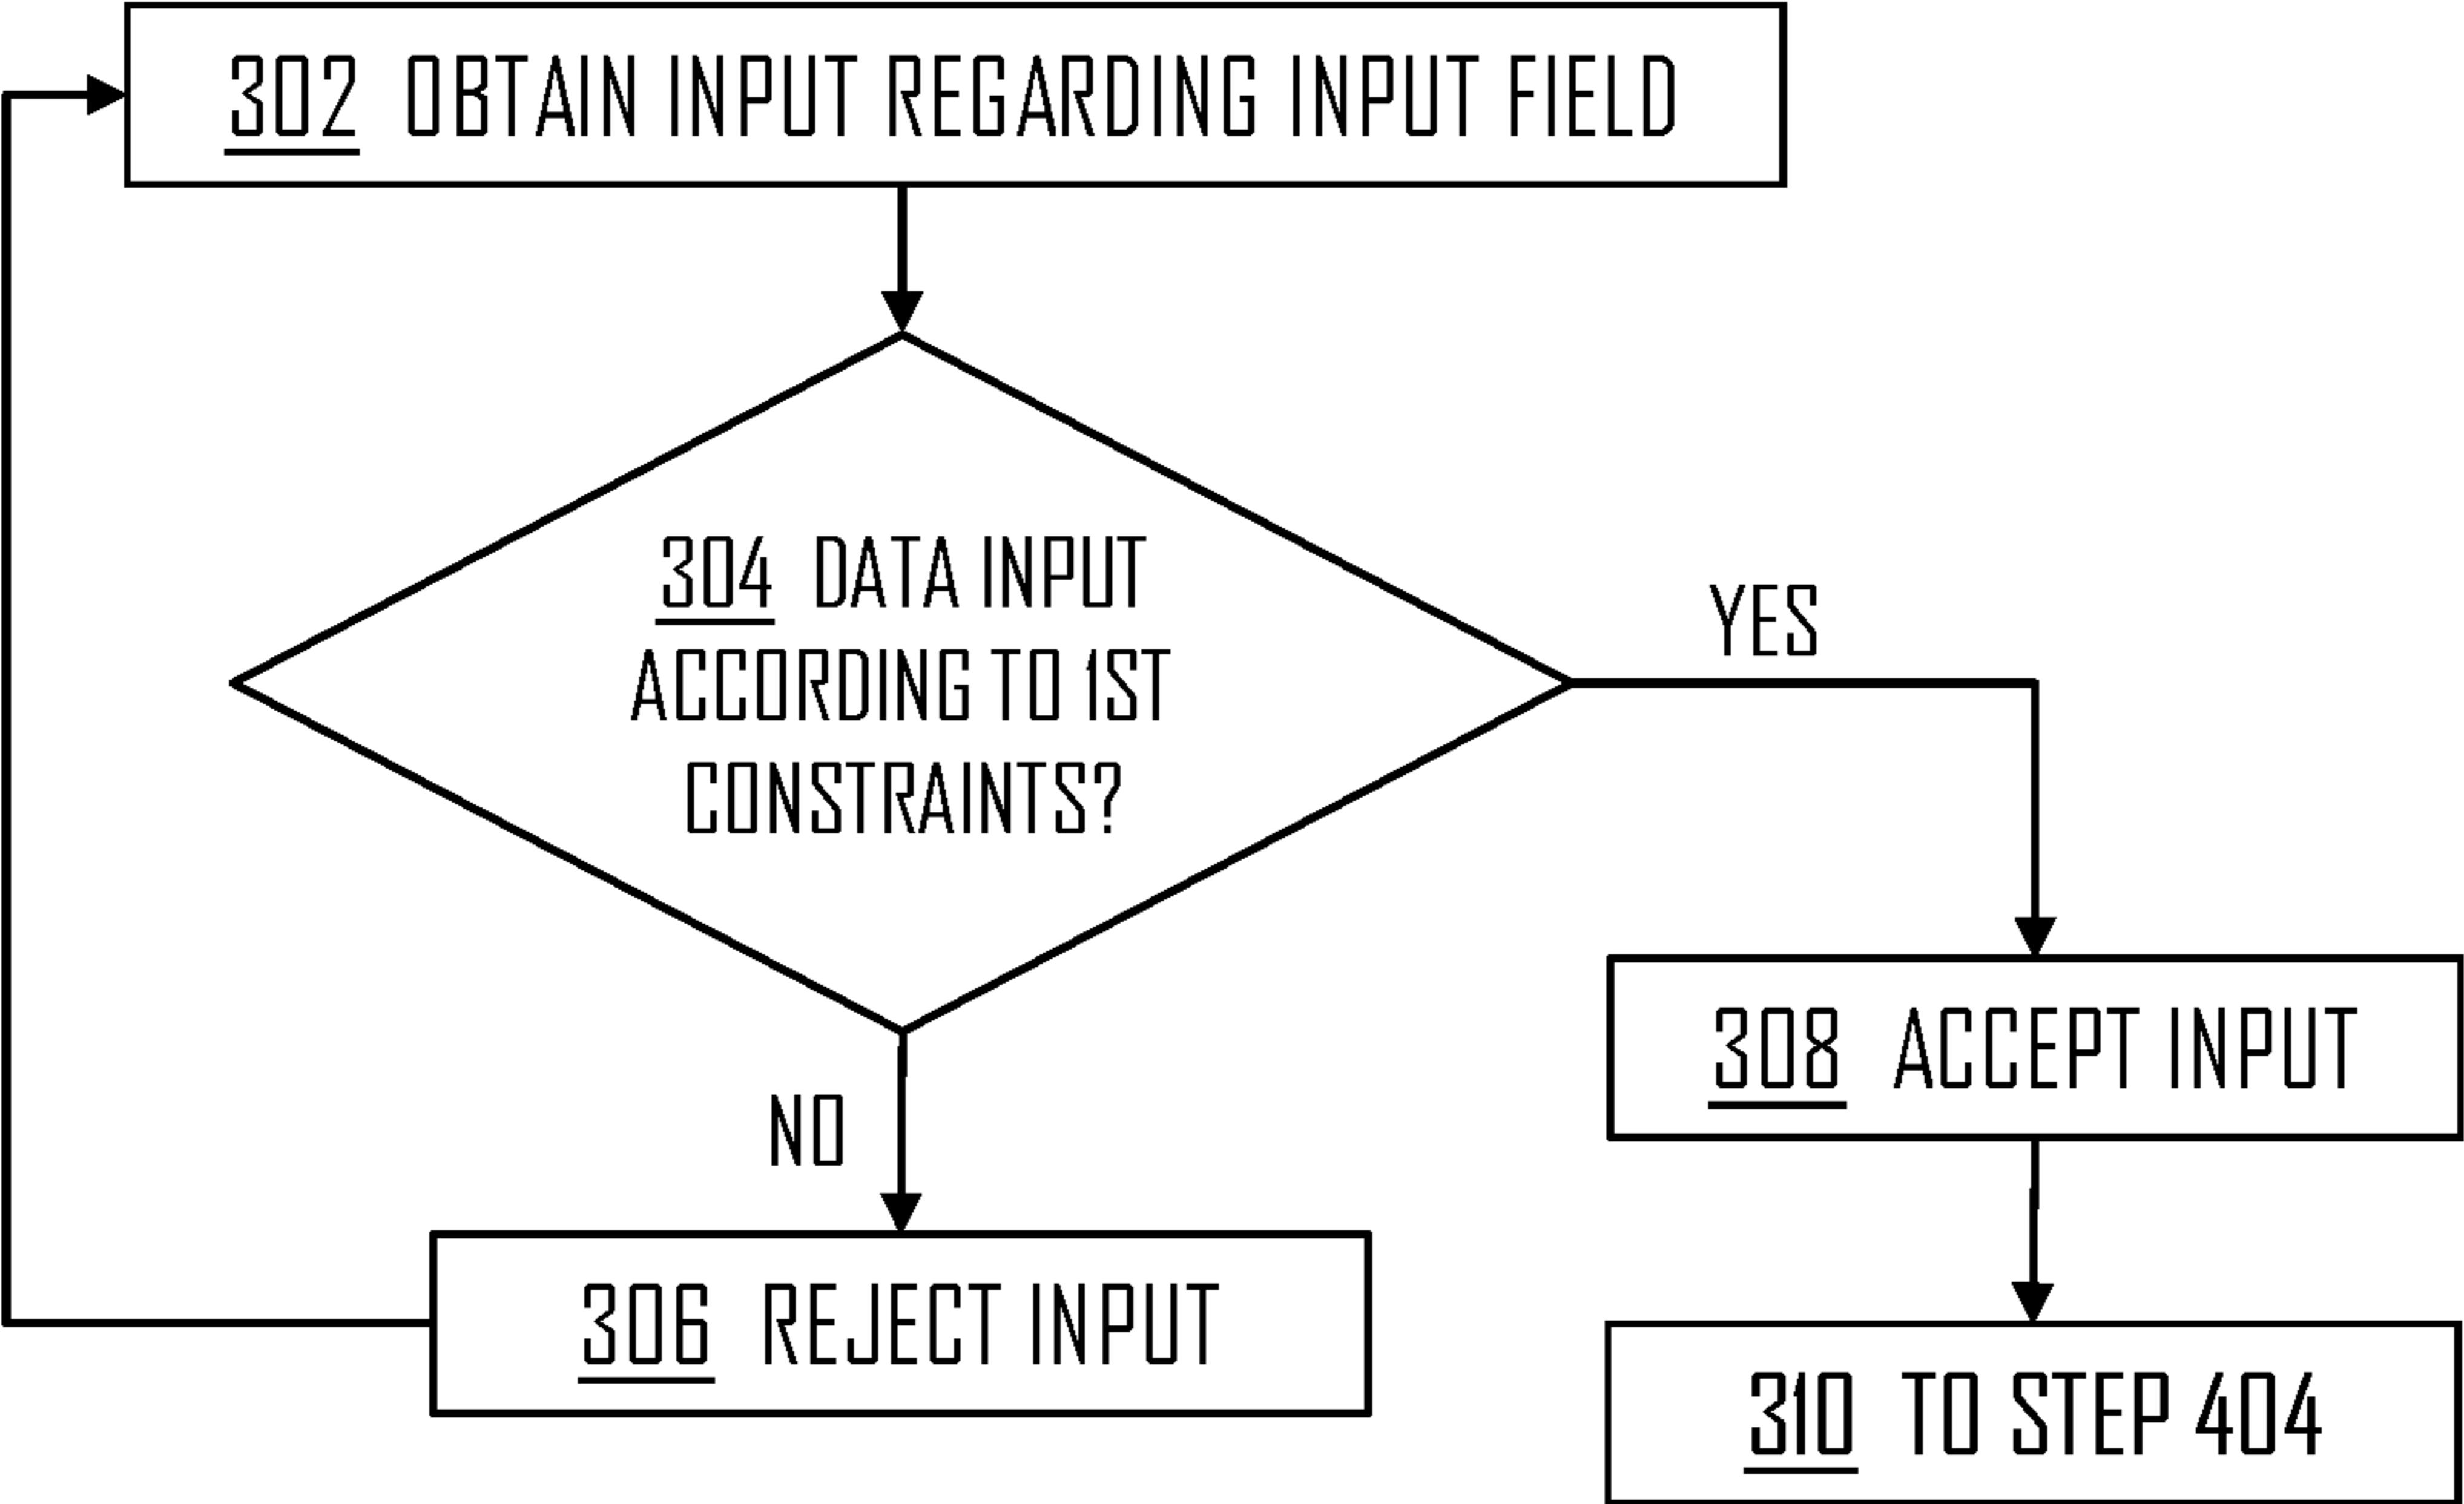 302 OBTAIN INPUT REGARDING INPUT FIELD
304 DATA INPUT
ACCORDING TO 1ST
CONSTRAINTS?
YES
NO
308 ACCEPT INPUT
306 REJECT INPUT
310 TO STEP 404